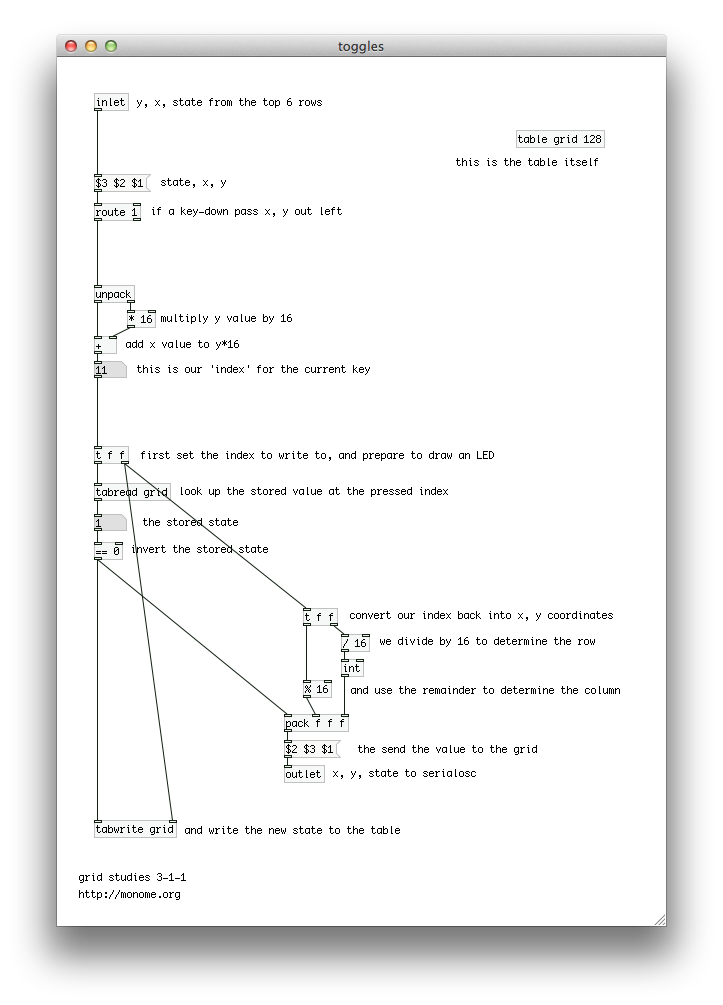 toggles
inlet y, x, state from the top 6 rows
table grid 128
this is the table itself
$3 $2 $1 state, x, y
route 1 if a key-down pass x, y out left
unpack
* 16 multiply y value by 16
+ add x value to y*16
11 this is our 'index' for the current key
t f f first set the index to write to, and prepare to draw an LED
tabread grid look up the stored value at the pressed index
1 the stored state
== 0 invert the stored state
t f f convert our index back into x, y coordinates
/ 16 we divide by 16 to determine the row
int
% 16 and use the remainder to determine the column
pack f f f
$2 $3 $1 the send the value to the grid
outlet x, y, state to serialosc
tabwrite grid and write the new state to the table
grid studies 3-1-1
http://monome.org